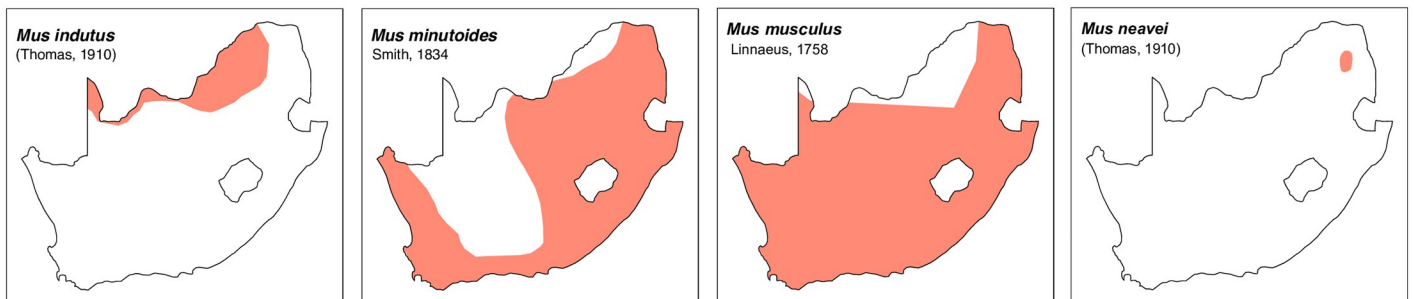 Mus indutus
(Thomas, 1910)
Mus minutoides
Smith, 1834
Mus musculus
Linnaeus, 1758
Mus neavei
(Thomas, 1910)